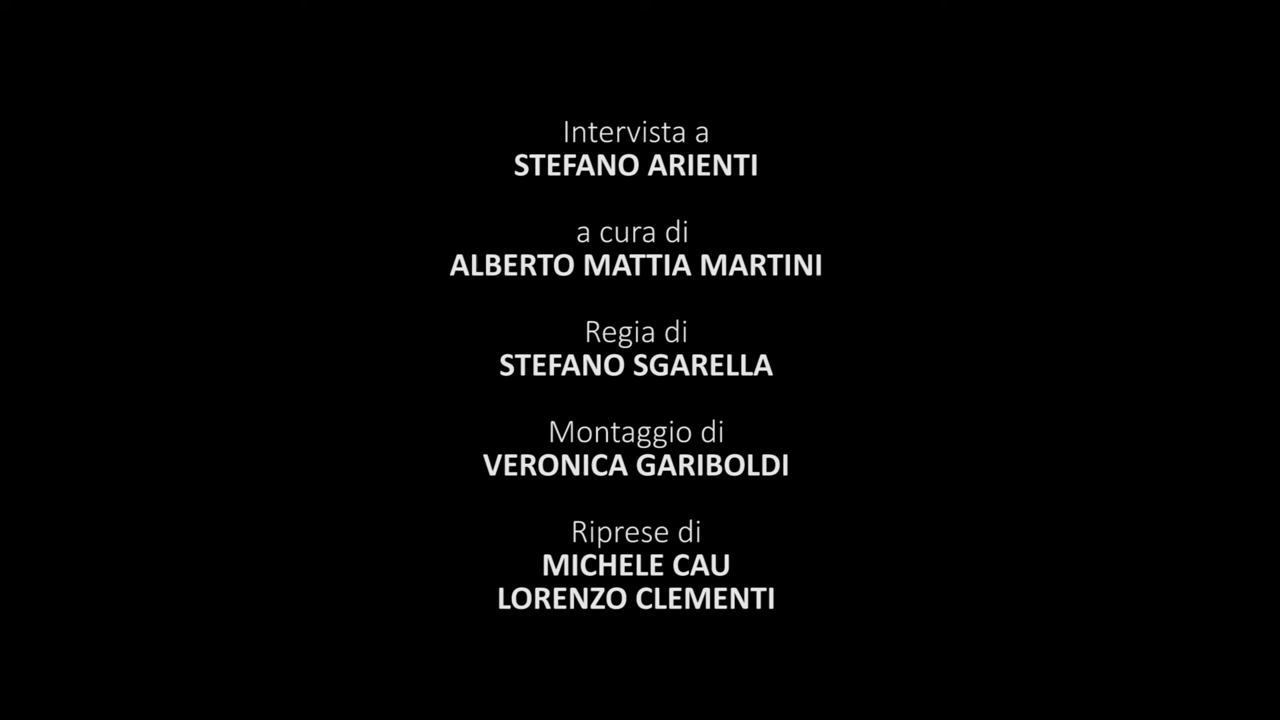 Intervista a
STEFANO ARIENTI
a cura di
ALBERTO MATTIA MARTINI
Regia di
STEFANO SGARELLA
Montaggio di
VERONICA GARIBOLDI
Riprese di
MICHELE CAU
LORENZO CLEMENTI